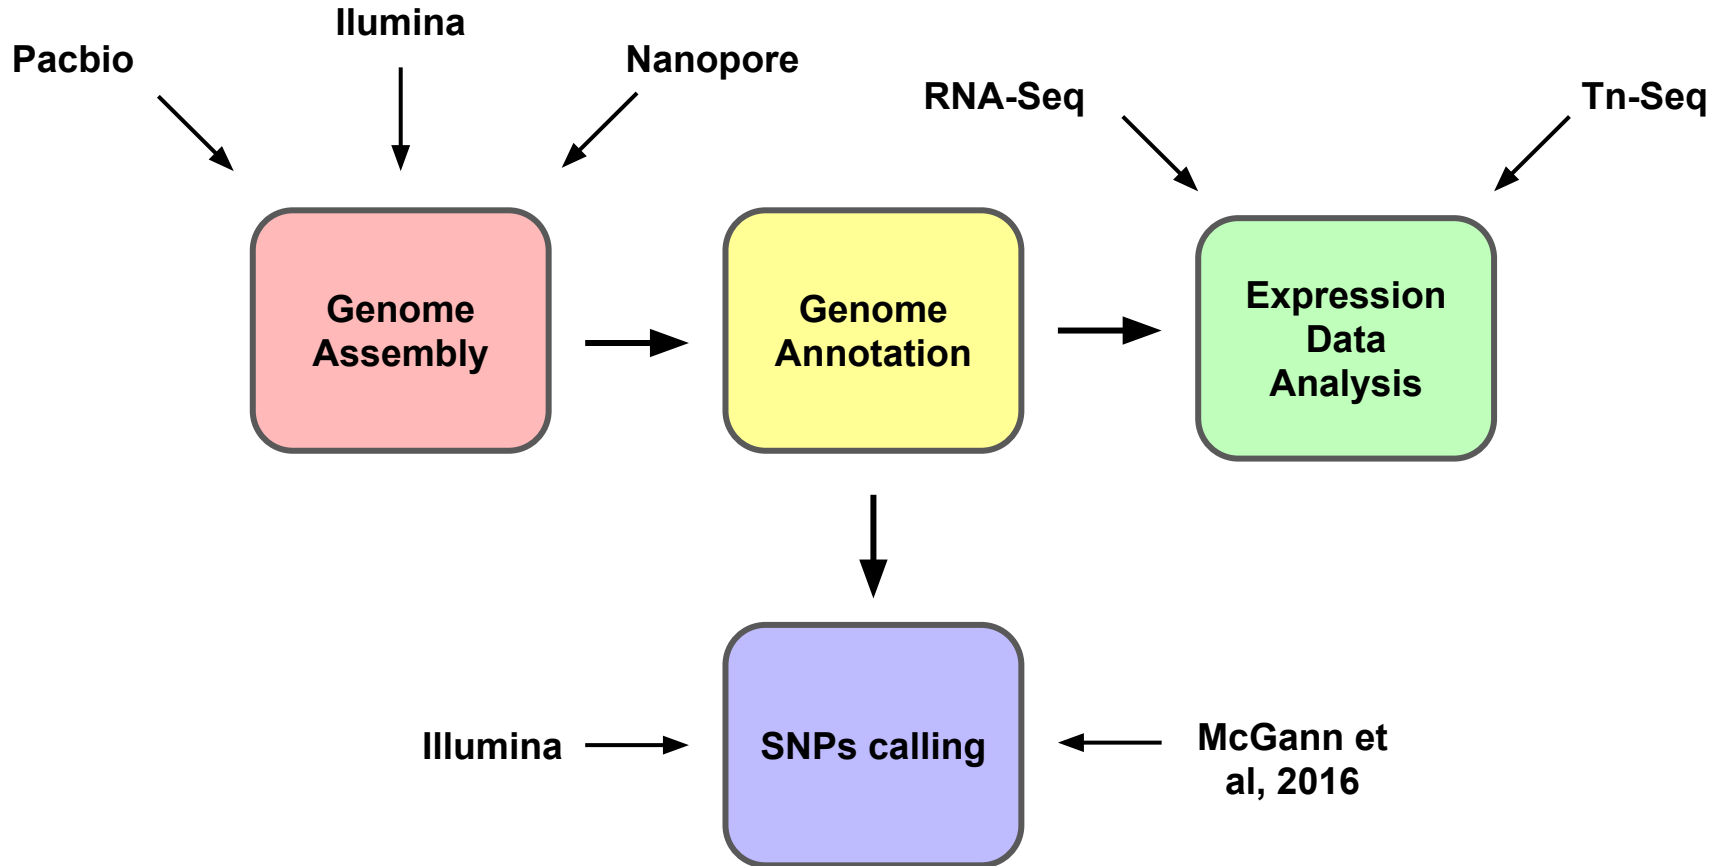 Ilumina
Pacbio
Nanopore
RNA-Seq
Tn-Seq
Genome
Assembly
Genome
Annotation
Expression
Data
Analysis
Illumina
SNPs calling
McGann et
al, 2016